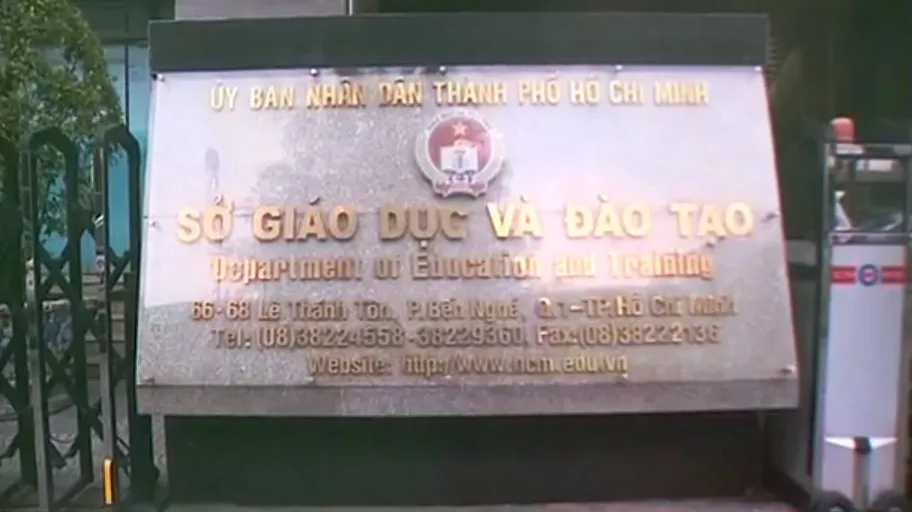 ỦY BAN NHÂN DÂN THÀNH PHỐ HỒ CHÍ MINH
SỞ GIÁO DỤC VÀ ĐÀO TẠO
Department of Education and Training
66-68 Lê Thánh Tôn, P.Bến Nghé, Q.1-TP.Hồ Chí Minh
Tel: (08)38224558-38229360 Fax:(08)38222136
Website: http://www.hcm.edu.vn